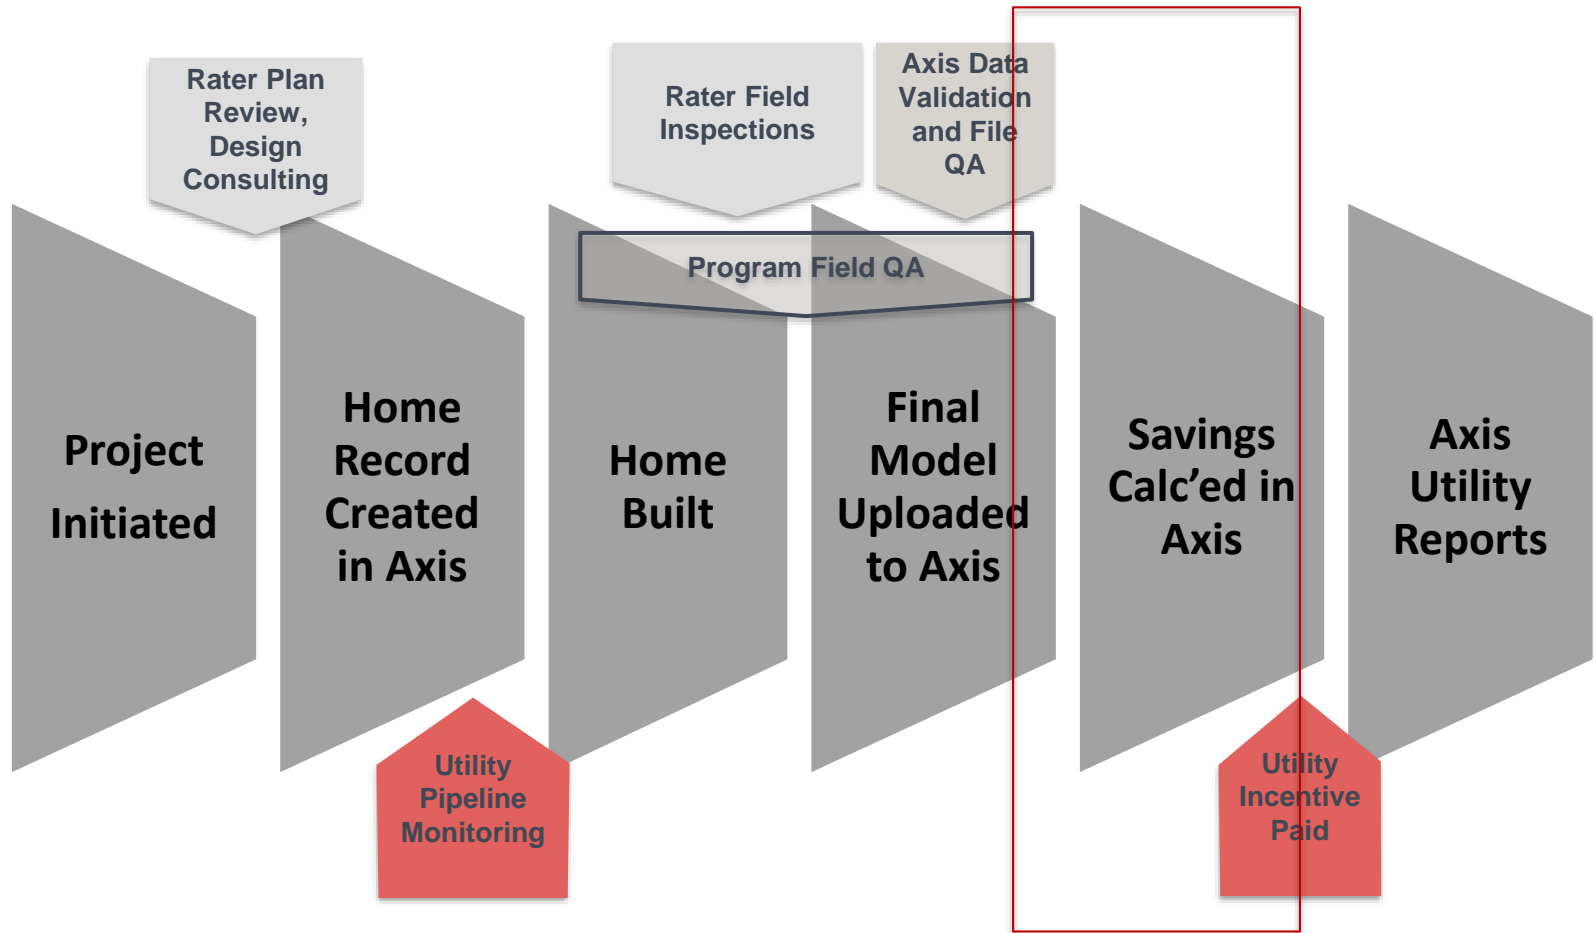 Rater Plan
Review,
Design
Consulting
Rater Field
Inspections
Axis Data
Validation
and File
QA
Program Field QA
Project
Initiated
Home
Record
Created
in Axis
Home
Built
Final
Model
Uploaded
to Axis
Savings
Calc’ed in
Axis
Axis
Utility
Reports
Utility
Pipeline
Monitoring
Utility
Incentive
Paid